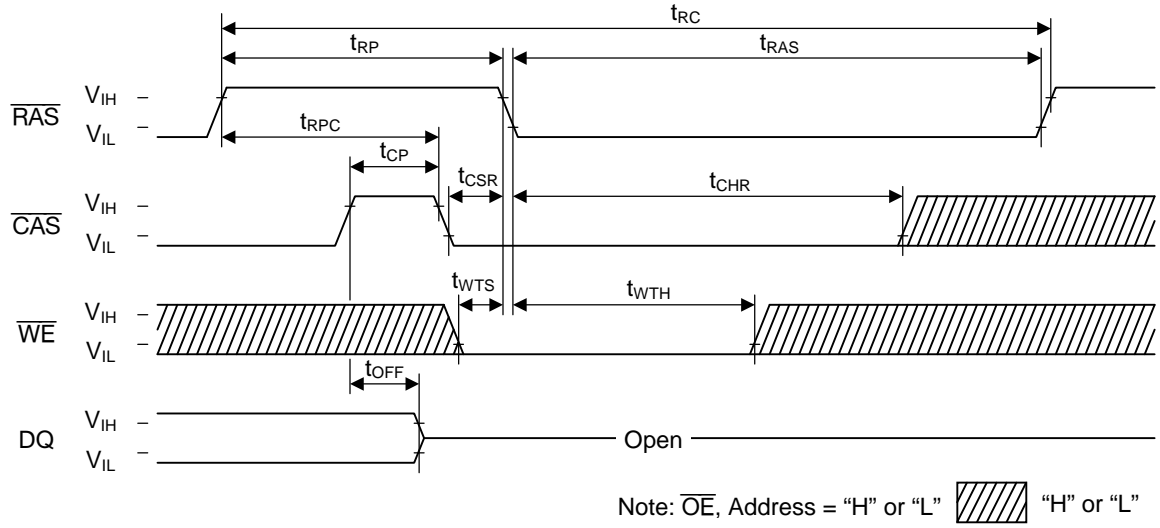 tRC
tRP
tRAS
RAS
VIH
VIL
tRPC
tCP
tCSR
tCHR
CAS
VIH
VIL
tWTS
tWTH
WE
VIH
VIL
tOFF
DQ
VIH
VIL
Open
Note: OE, Address = “H” or “L”
“H” or “L”